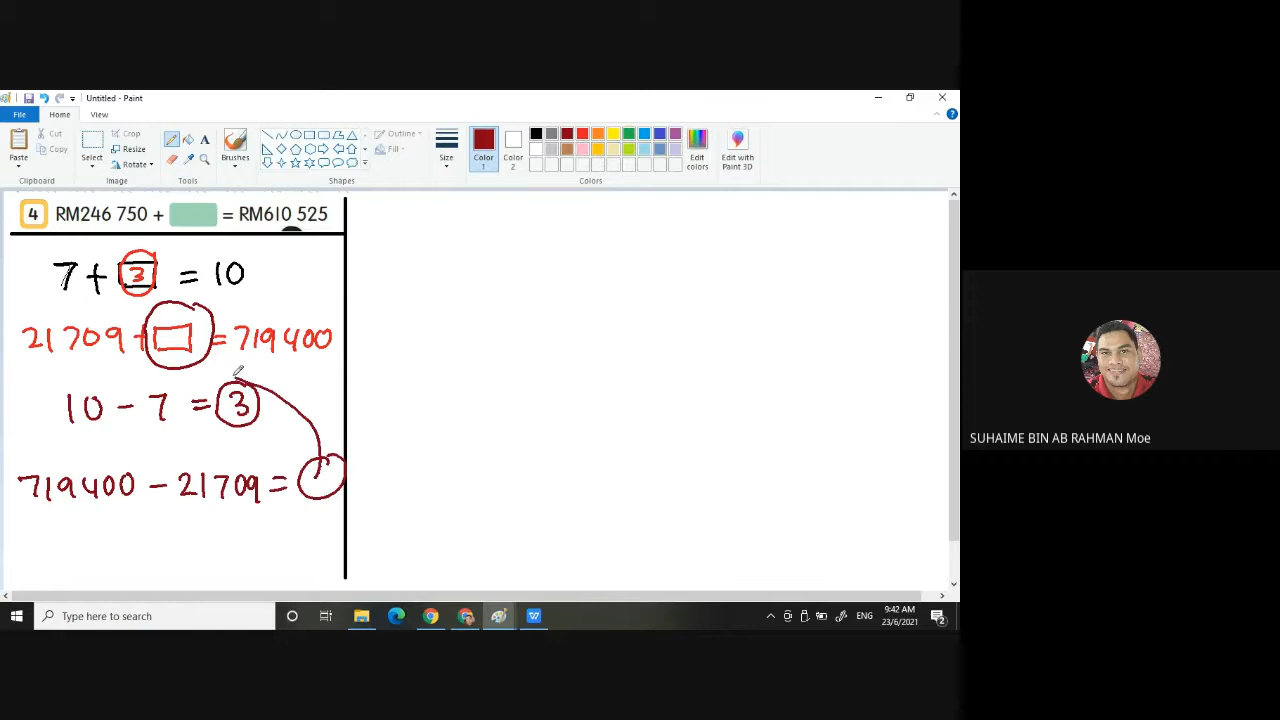 Untitled - Paint
File Home View
Paste Cut Copy Select Crop Resize Rotate Brushes Outline Fill Size Color 1 Color 2 Edit colors Edit with Paint 3D
Clipboard Image Tools Shapes Colors
4 RM246 750 + = RM610 525
7 + 3 = 10
21709 + = 719400
10 - 7 = 3
719400 - 21709 =
SUHAIME BIN AB RAHMAN Moe
Type here to search
ENG
9:42 AM
23/6/2021
2